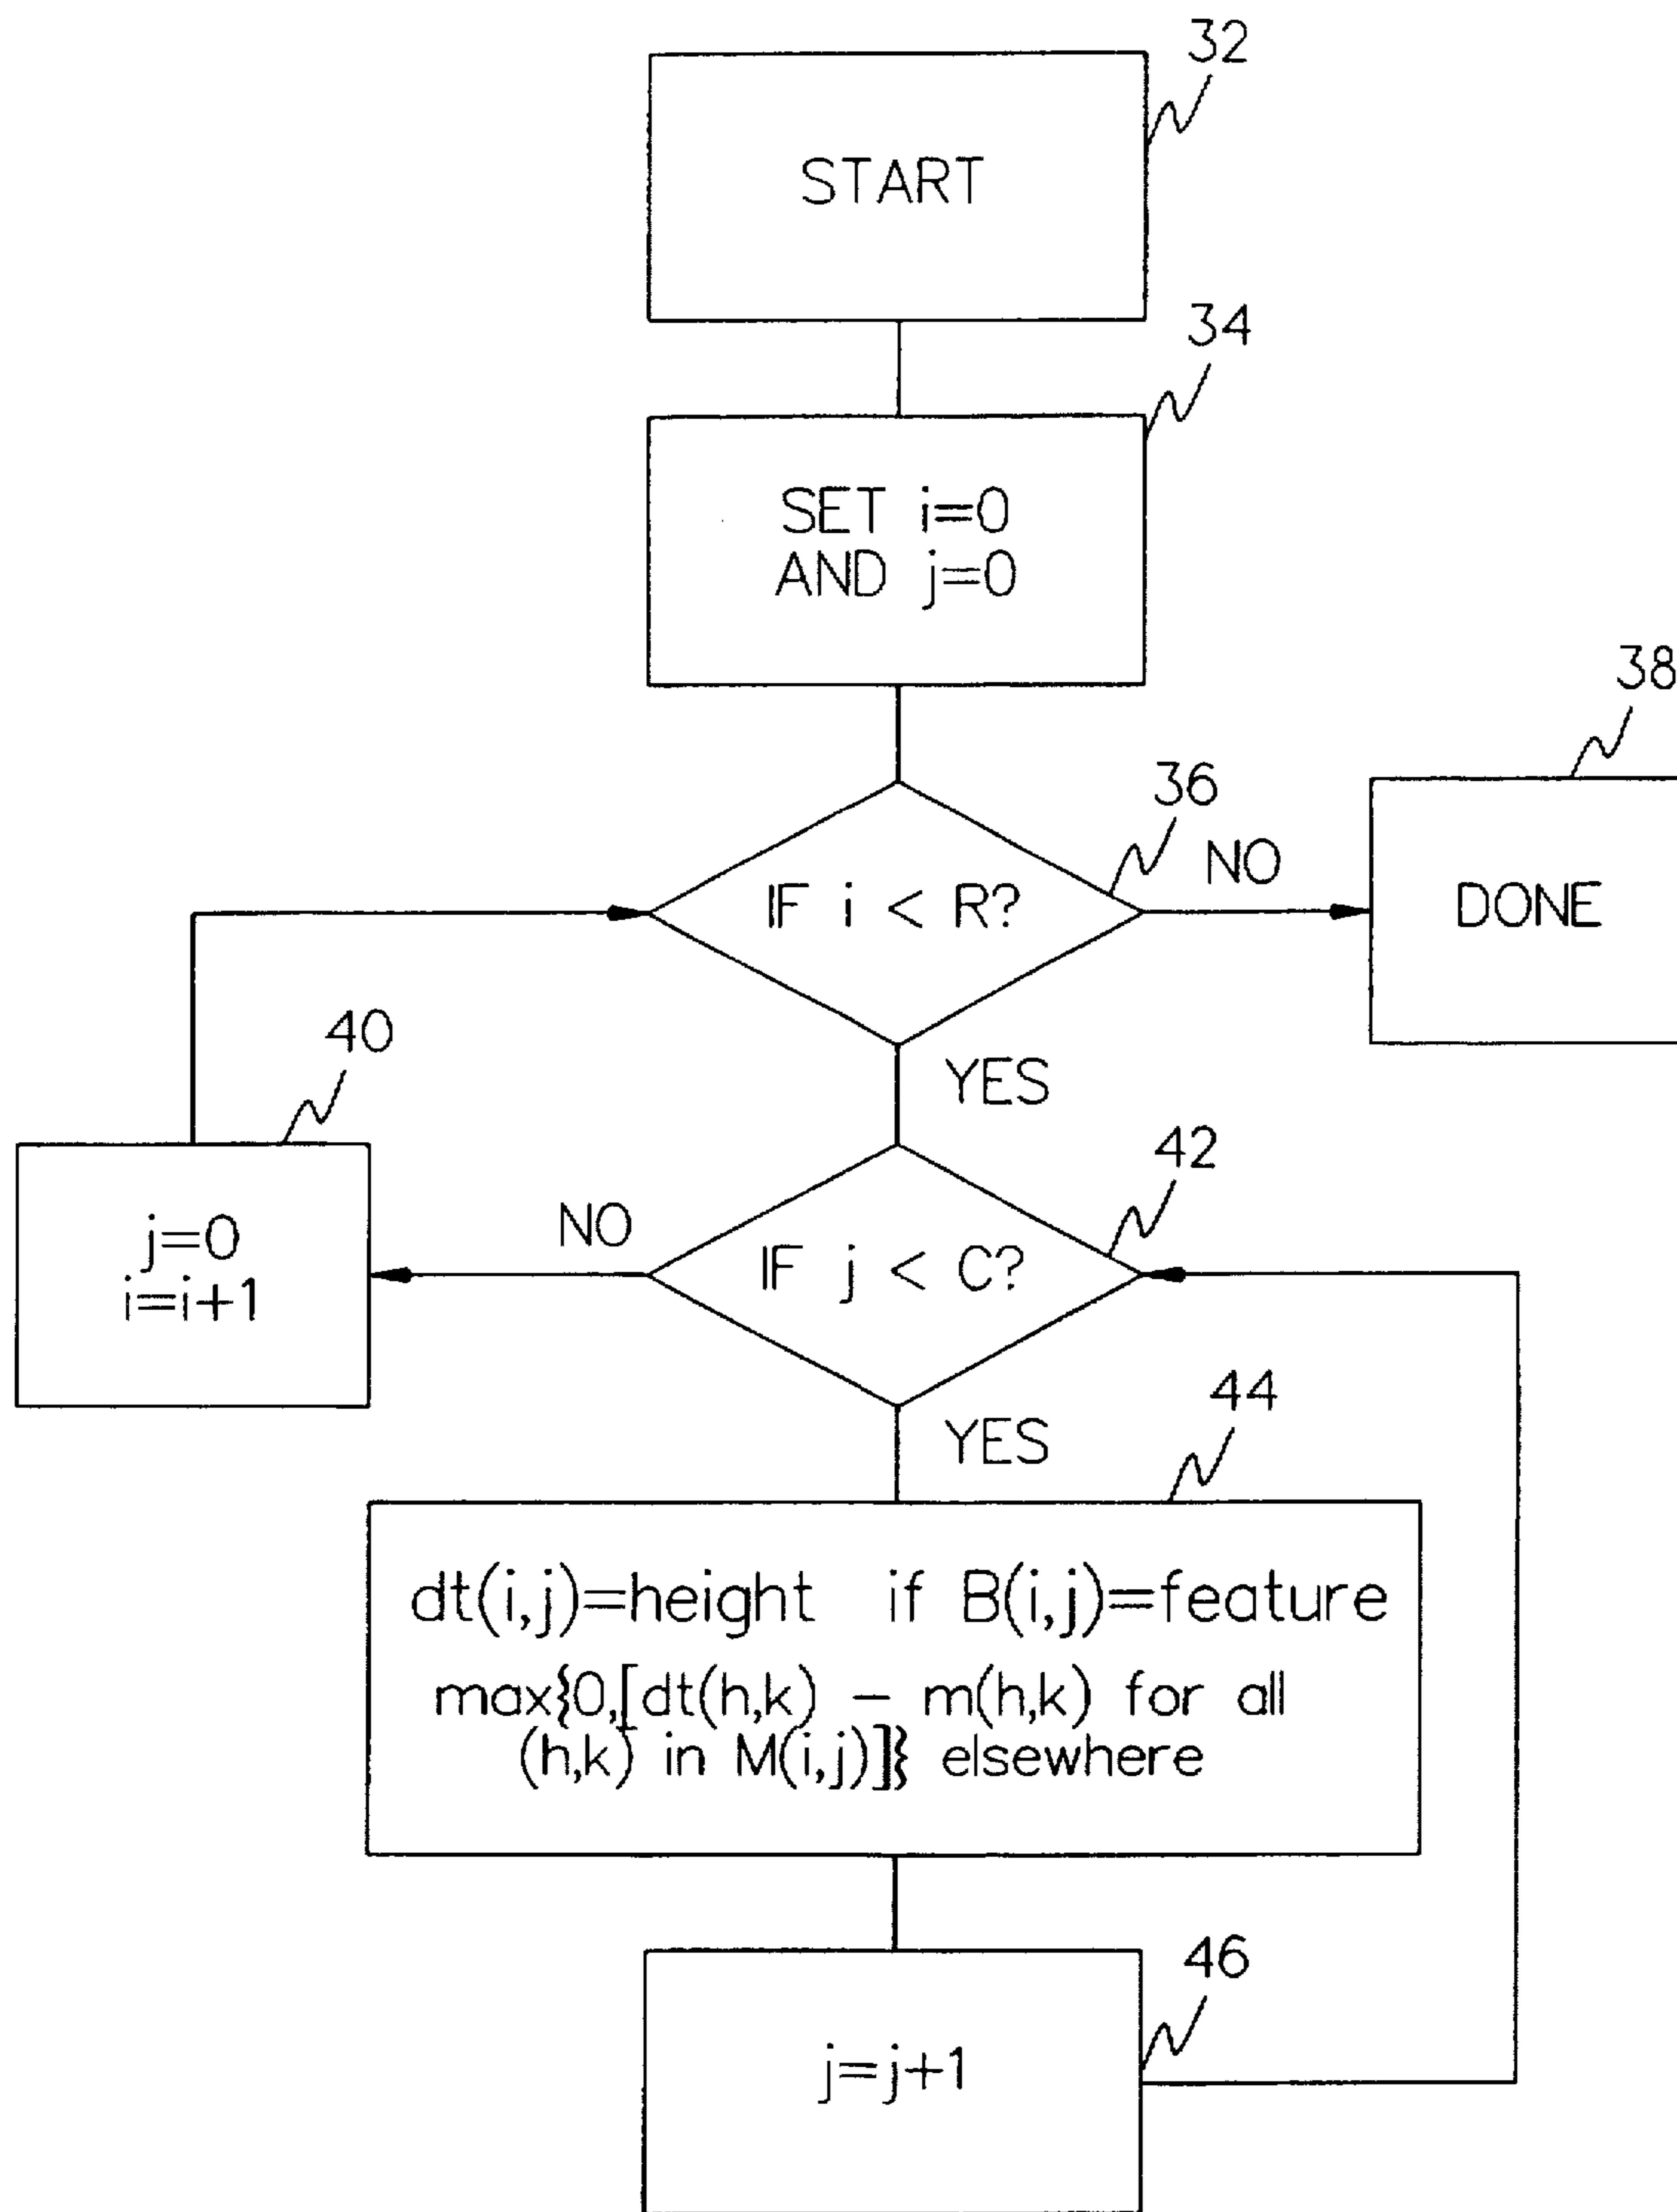 32
START
34
SET i=0
AND j=0
38
36
NO
IF i < R?
DONE
40
YES
42
NO
j=0
i=i+1
IF j < C?
44
YES
dt(i,j)=height if B(i,j)=feature
max{0,[dt(h,k) – m(h,k) for all
(h,k) in M(i,j)]} elsewhere
46
j=j+1